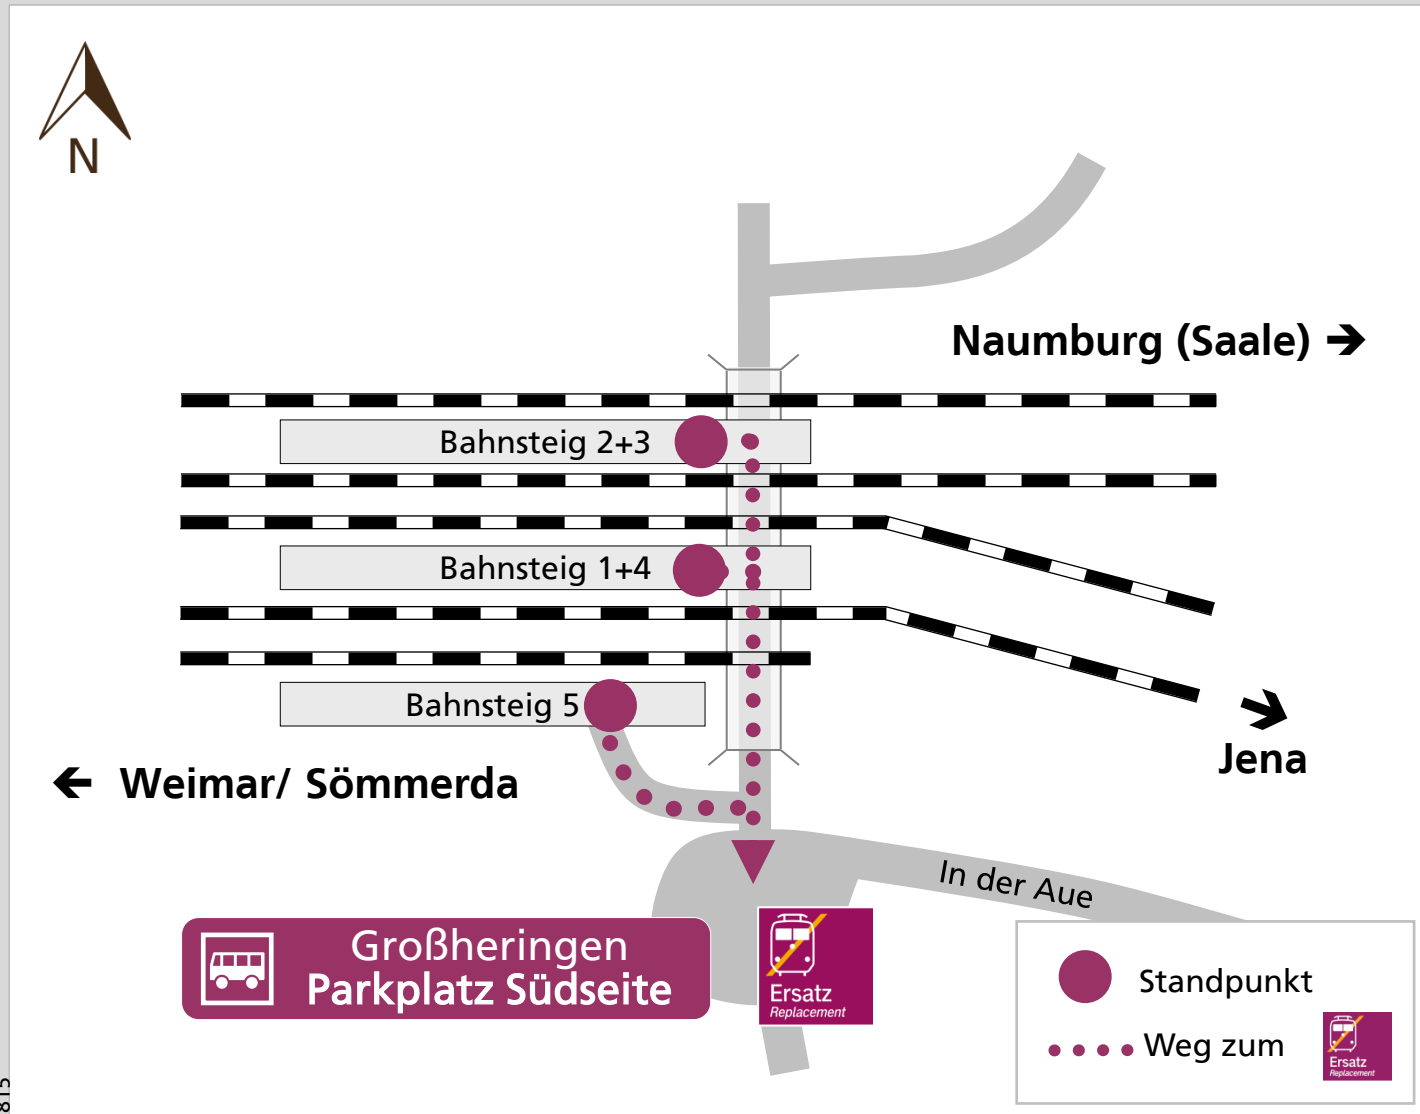 N
Naumburg (Saale) →
Bahnsteig 2+3
Bahnsteig 1+4
Bahnsteig 5
← Weimar/ Sömmerda
Jena
In der Aue
Großheringen
Parkplatz Südseite
Ersatz
Replacement
Standpunkt
Weg zum
Ersatz
Replacement
815